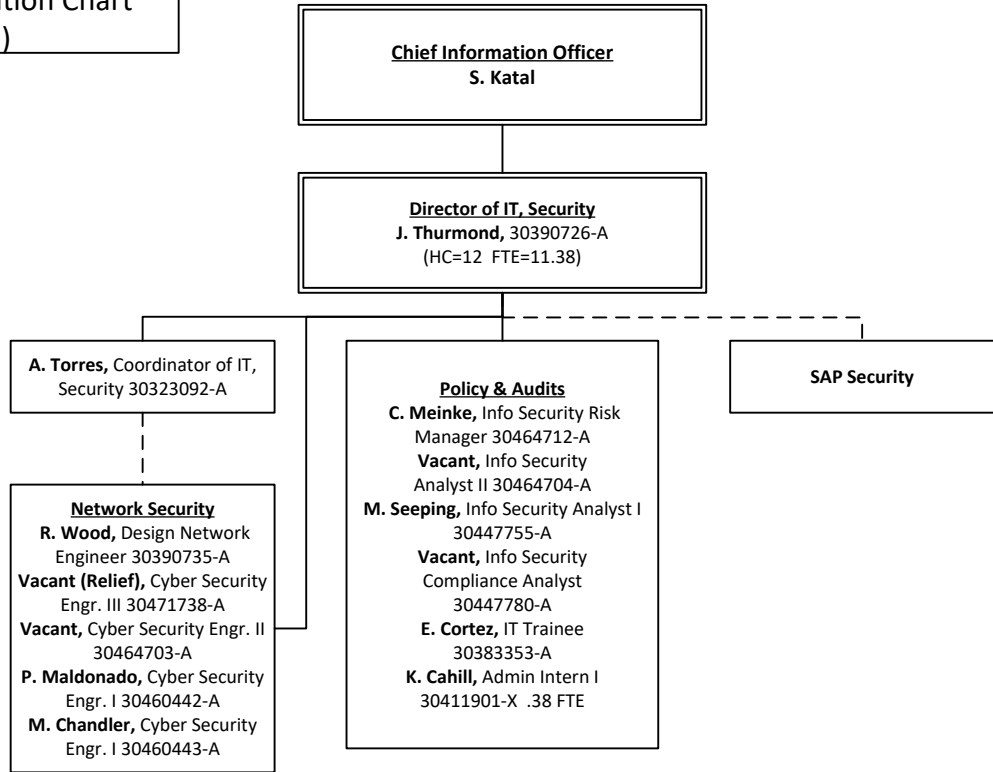 Chart
)
Chief Information Officer
S. Katal
Director of IT, Security
J. Thurmond, 30390726-A
(HC=12  FTE=11.38)
A. Torres, Coordinator of IT,
Security 30323092-A
Network Security
R. Wood, Design Network
Engineer 30390735-A
Vacant (Relief), Cyber Security
Engr. III 30471738-A
Vacant, Cyber Security Engr. II
30464703-A
P. Maldonado, Cyber Security
Engr. I 30460442-A
M. Chandler, Cyber Security
Engr. I 30460443-A
Policy & Audits
C. Meinke, Info Security Risk
Manager 30464712-A
Vacant, Info Security
Analyst II 30464704-A
M. Seeping, Info Security Analyst I
30447755-A
Vacant, Info Security
Compliance Analyst
30447780-A
E. Cortez, IT Trainee
30383353-A
K. Cahill, Admin Intern I
30411901-X  .38 FTE
SAP Security